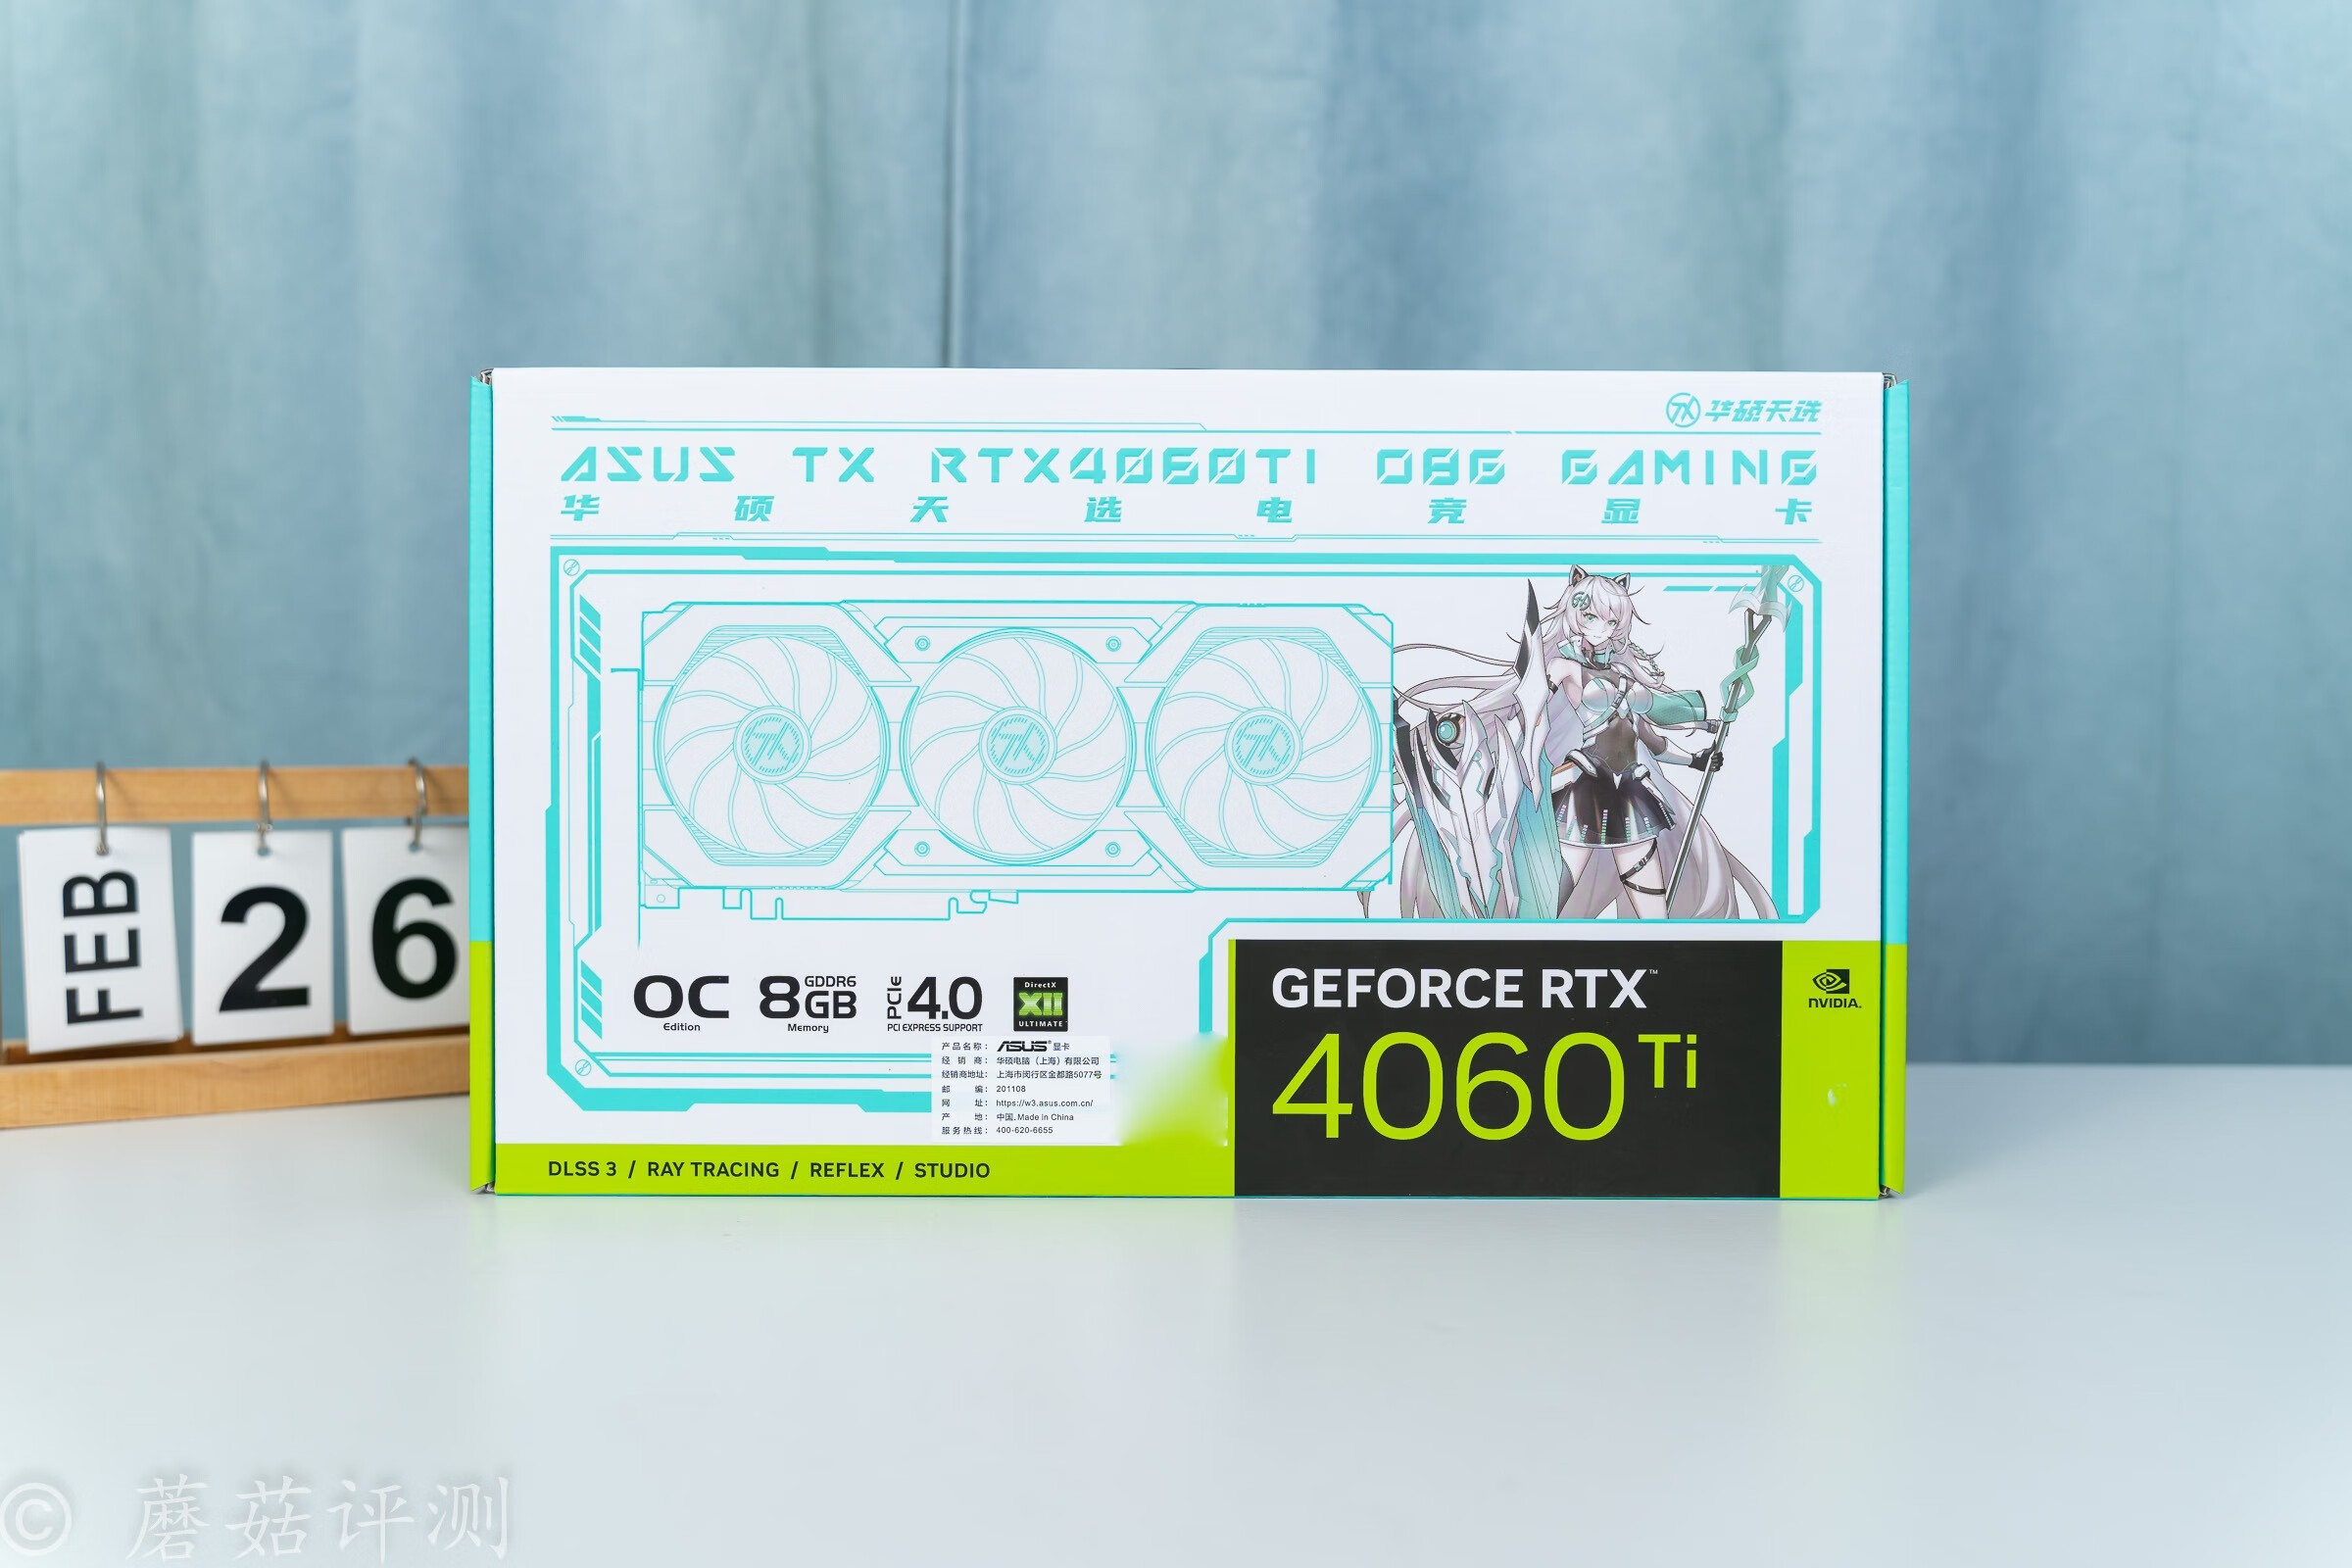 华硕天选
ASUS TX RTX4060TI O8G GAMING
华硕天选电竞显卡
FEB
2
6
OC
Edition
8GB
GDDR6
Memory
PCIe 4.0
PCI EXPRESS SUPPORT
DirectX
XII
ULTIMATE
产品名称： ASUS® 显卡
经 销 商： 华硕电脑（上海）有限公司
经销商地址： 上海市闵行区金都路5077号
邮 编： 201108
网 址： https://w3.asus.com.cn/
产 地： 中国, Made in China
服务热线： 400-620-6655
GEFORCE RTX™
4060 Ti
NVIDIA.
DLSS 3 / RAY TRACING / REFLEX / STUDIO
© 蘑菇评测